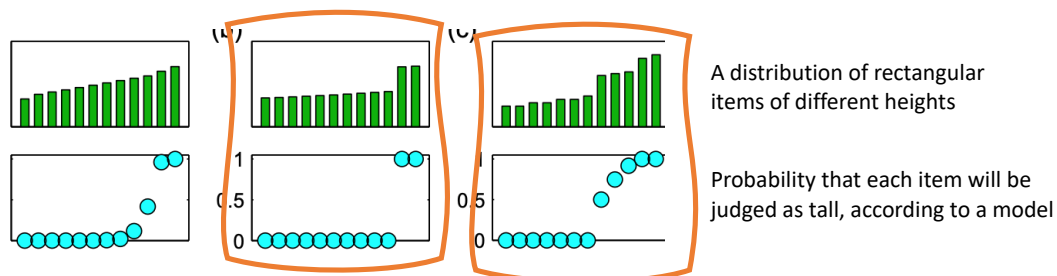 (b)
(c)
A distribution of rectangular
items of different heights
1
0.5
0
1
0.5
0
Probability that each item will be
judged as tall, according to a model